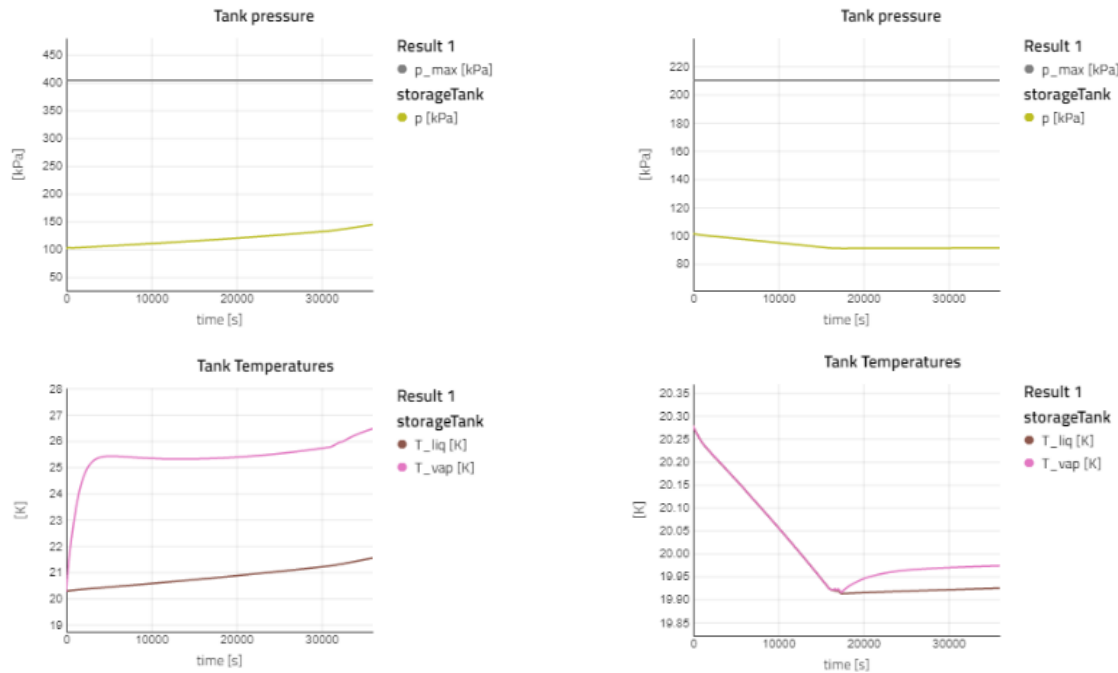 Tank pressure
450
400
350
300
250
200
150
100
50
[kPa]
0
10000
20000
30000
time [s]
Result 1
p_max [kPa]
storageTank
p [kPa]
Tank pressure
220
200
180
160
140
120
100
80
[kPa]
0
10000
20000
30000
time [s]
Result 1
p_max [kPa]
storageTank
p [kPa]
Tank Temperatures
28
27
26
25
24
23
22
21
20
19
[K]
0
10000
20000
30000
time [s]
Result 1
storageTank
T_liq [K]
T_vap [K]
Tank Temperatures
20.35
20.30
20.25
20.20
20.15
20.10
20.05
20.00
19.95
19.90
19.85
[K]
0
10000
20000
30000
time [s]
Result 1
storageTank
T_liq [K]
T_vap [K]